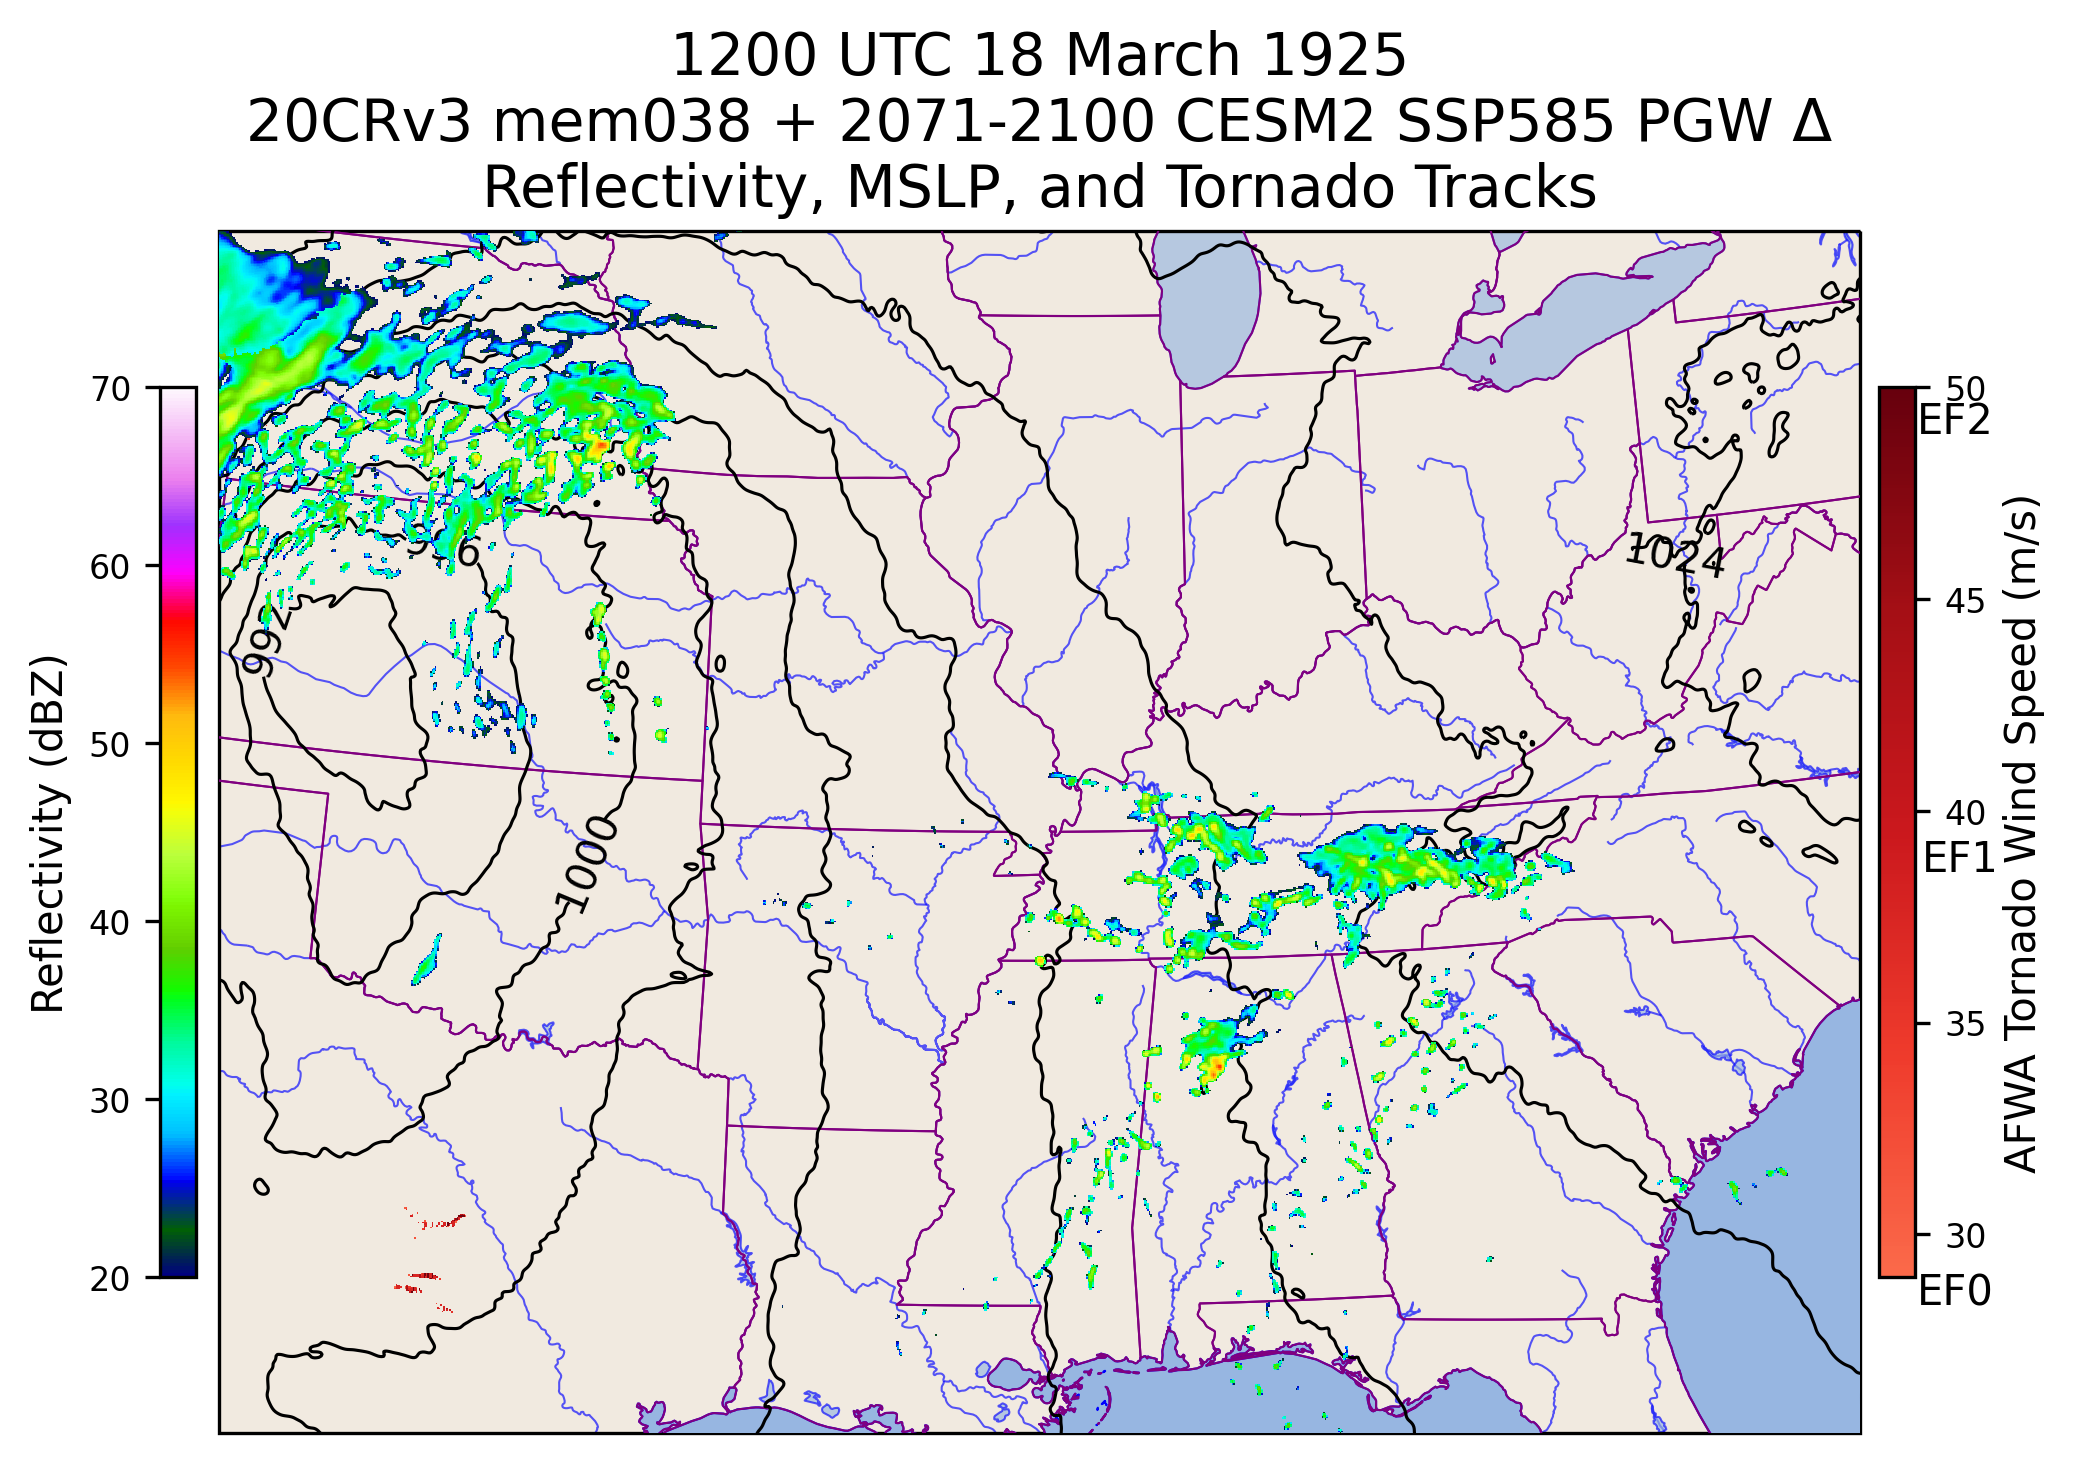 1200 UTC 18 March 1925
20CRv3 mem038 + 2071-2100 CESM2 SSP585 PGW Δ
Reflectivity, MSLP, and Tornado Tracks
Reflectivity (dBZ)
70
60
50
40
30
20
992
1000
1024
50
EF2
45
40
EF1
35
30
EF0
AFWA Tornado Wind Speed (m/s)